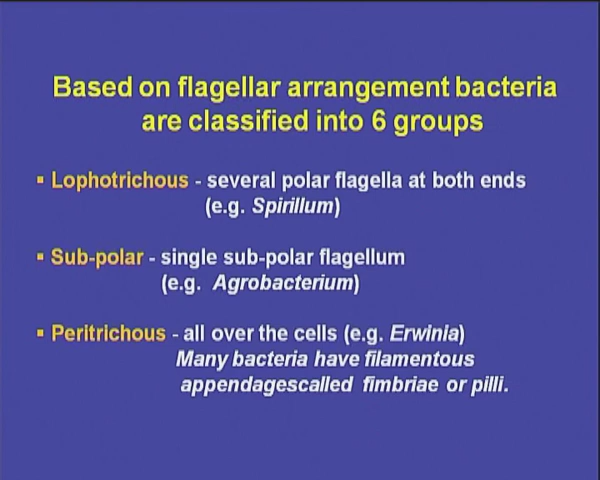 Based on flagellar arrangement bacteria
are classified into 6 groups
▪ Lophotrichous - several polar flagella at both ends
(e.g. Spirillum)
▪ Sub-polar - single sub-polar flagellum
(e.g. Agrobacterium)
▪ Peritrichous - all over the cells (e.g. Erwinia)
Many bacteria have filamentous
appendagescalled fimbriae or pilli.